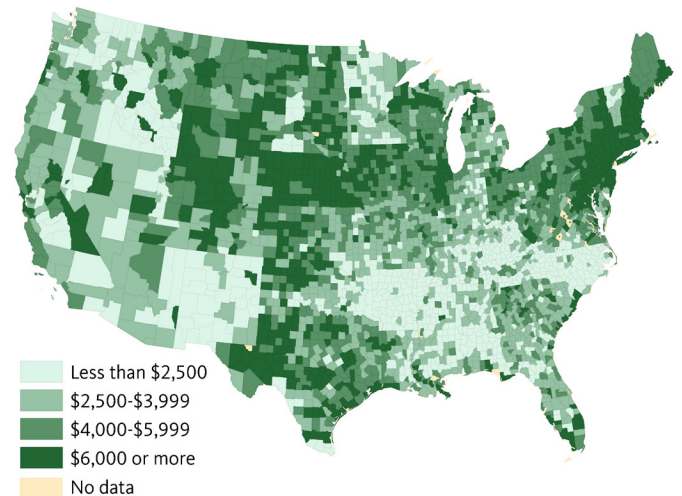 Less than $2,500
$2,500-$3,999
$4,000-$5,999
$6,000 or more
No data